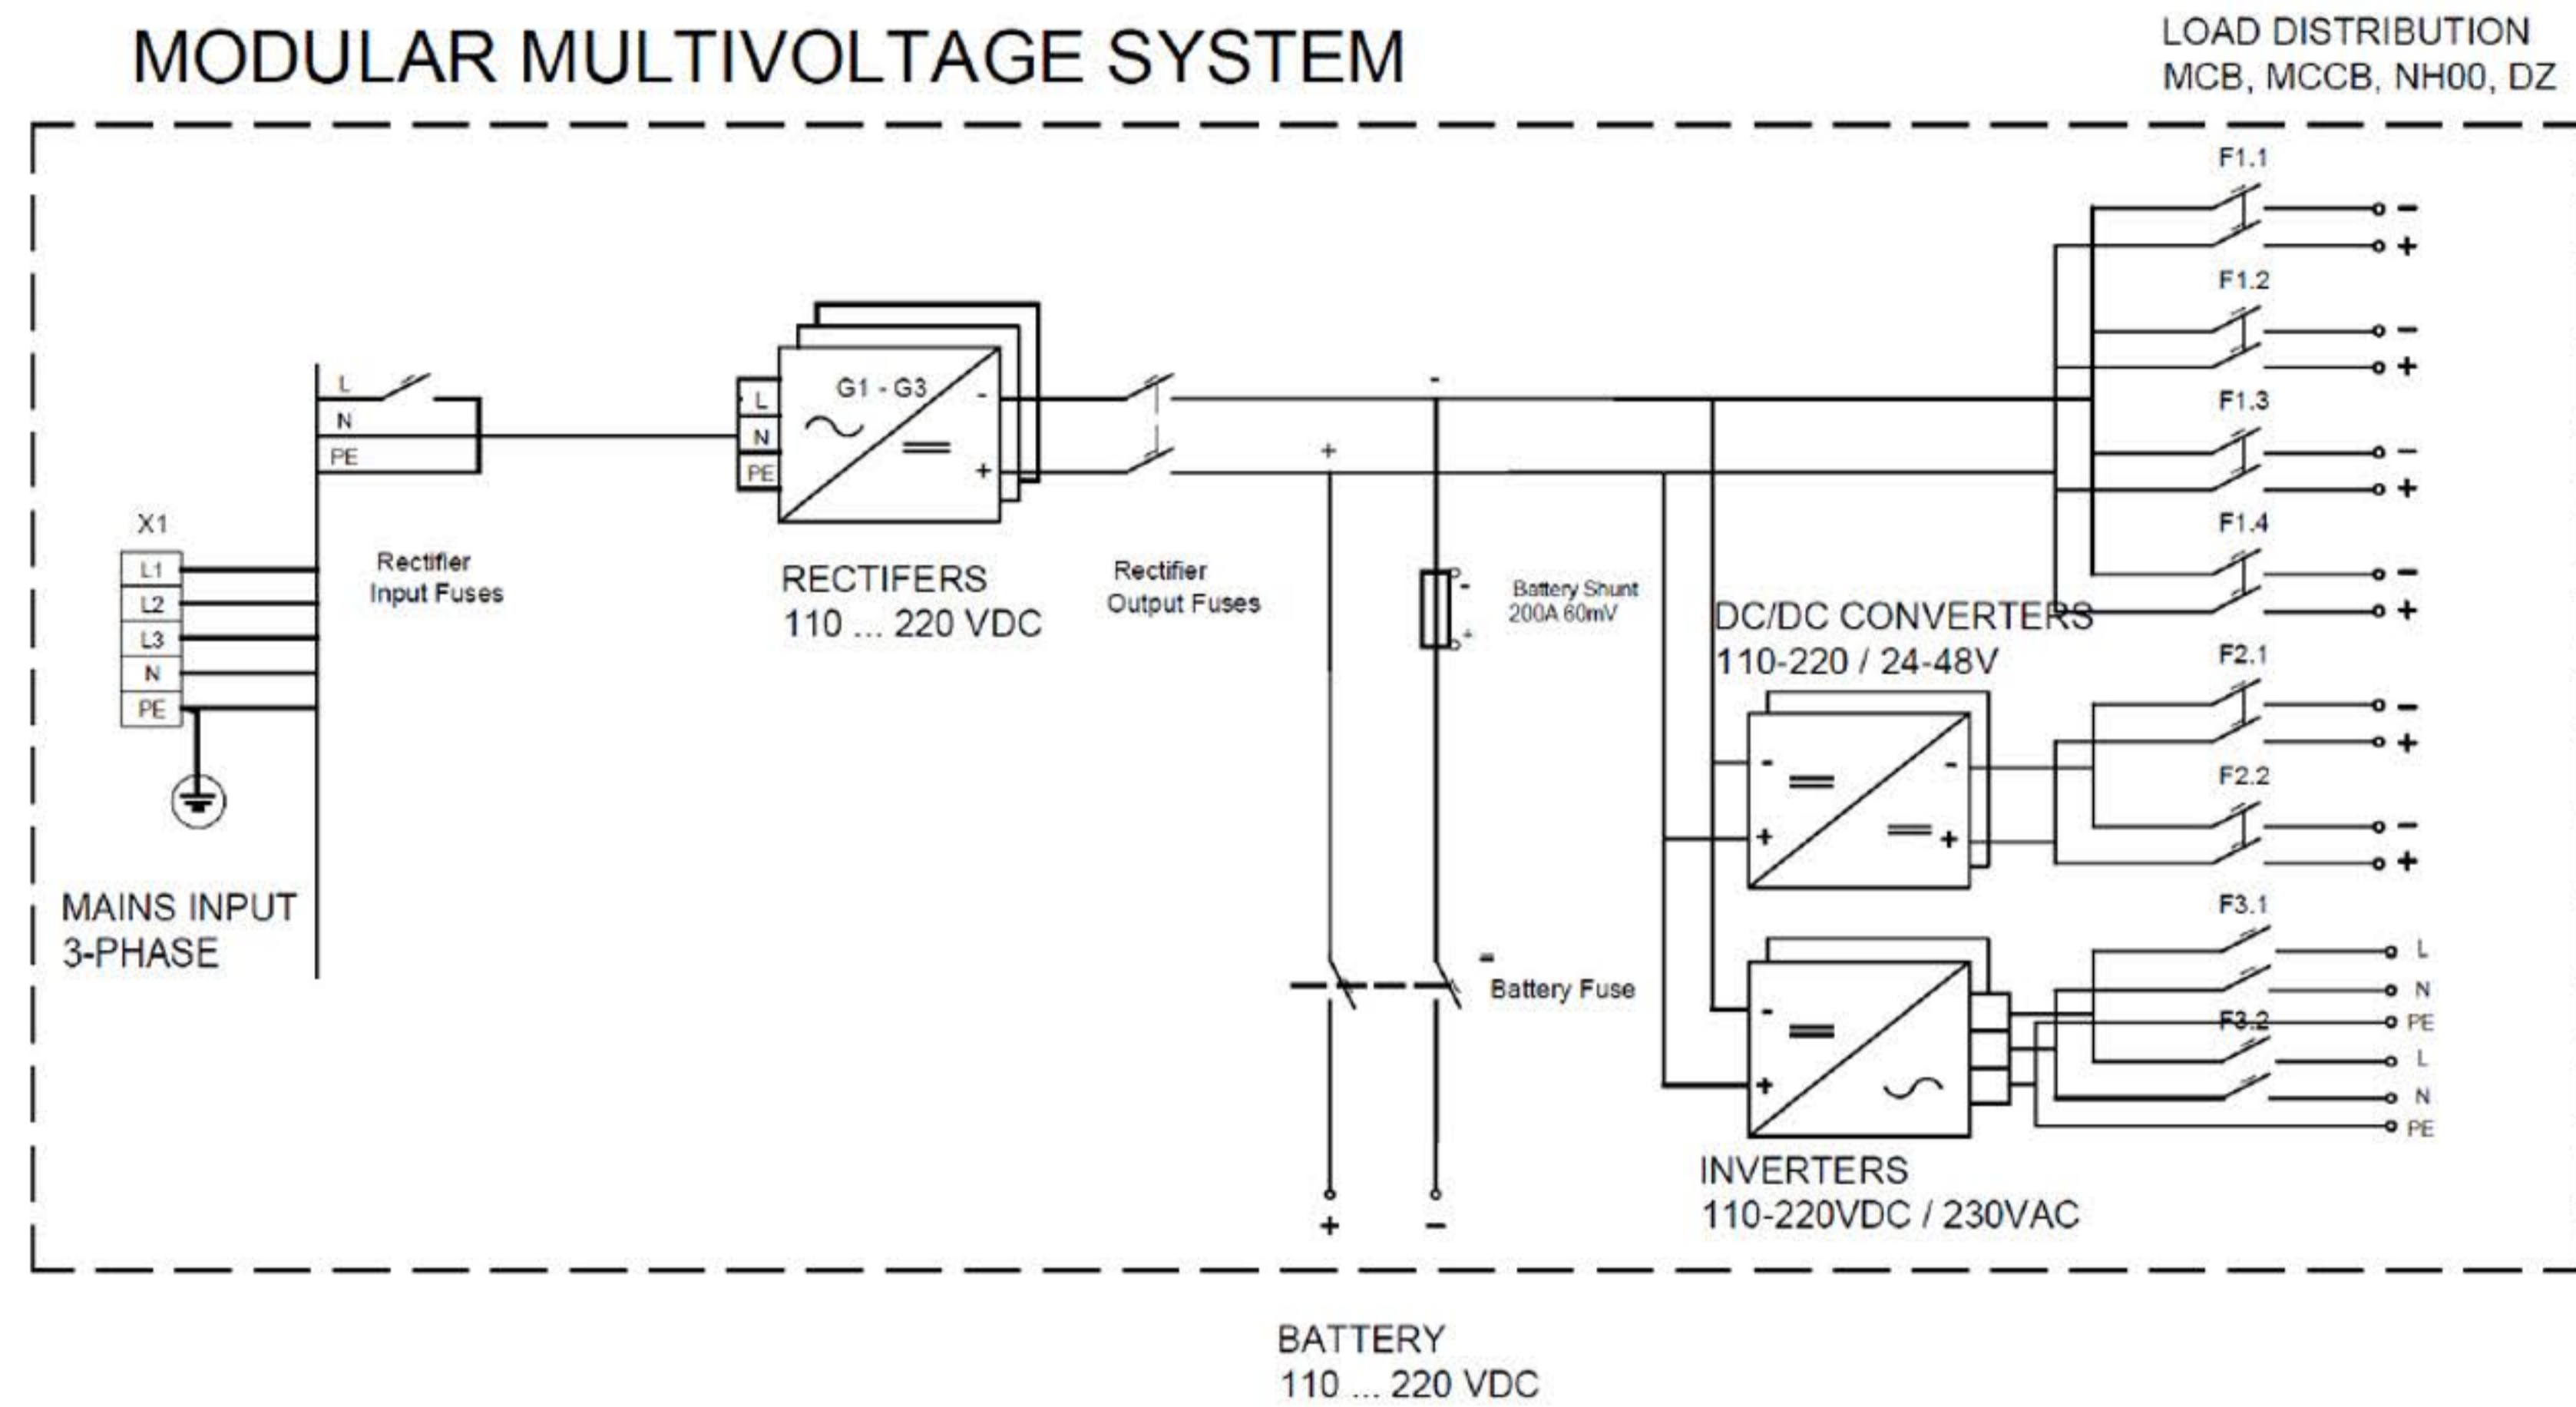 MODULAR MULTIVOLTAGE SYSTEM
LOAD DISTRIBUTION
MCB, MCCB, NH00, DZ
F1.1
-
+
F1.2
-
+
F1.3
-
+
F1.4
-
+
L
N
PE
G1 - G3
L
N
PE
-
+
-
+
X1
L1
L2
L3
N
PE
Rectifier
Input Fuses
RECTIFERS
110 ... 220 VDC
Rectifier
Output Fuses
-
+
Battery Shunt
200A 60mV
DC/DC CONVERTERS
110-220 / 24-48V
-
+
-
+
F2.1
-
+
F2.2
-
+
MAINS INPUT
3-PHASE
Battery Fuse
-
+
F3.1
L
N
PE
F3.2
L
N
PE
INVERTERS
110-220VDC / 230VAC
+ -
BATTERY
110 ... 220 VDC